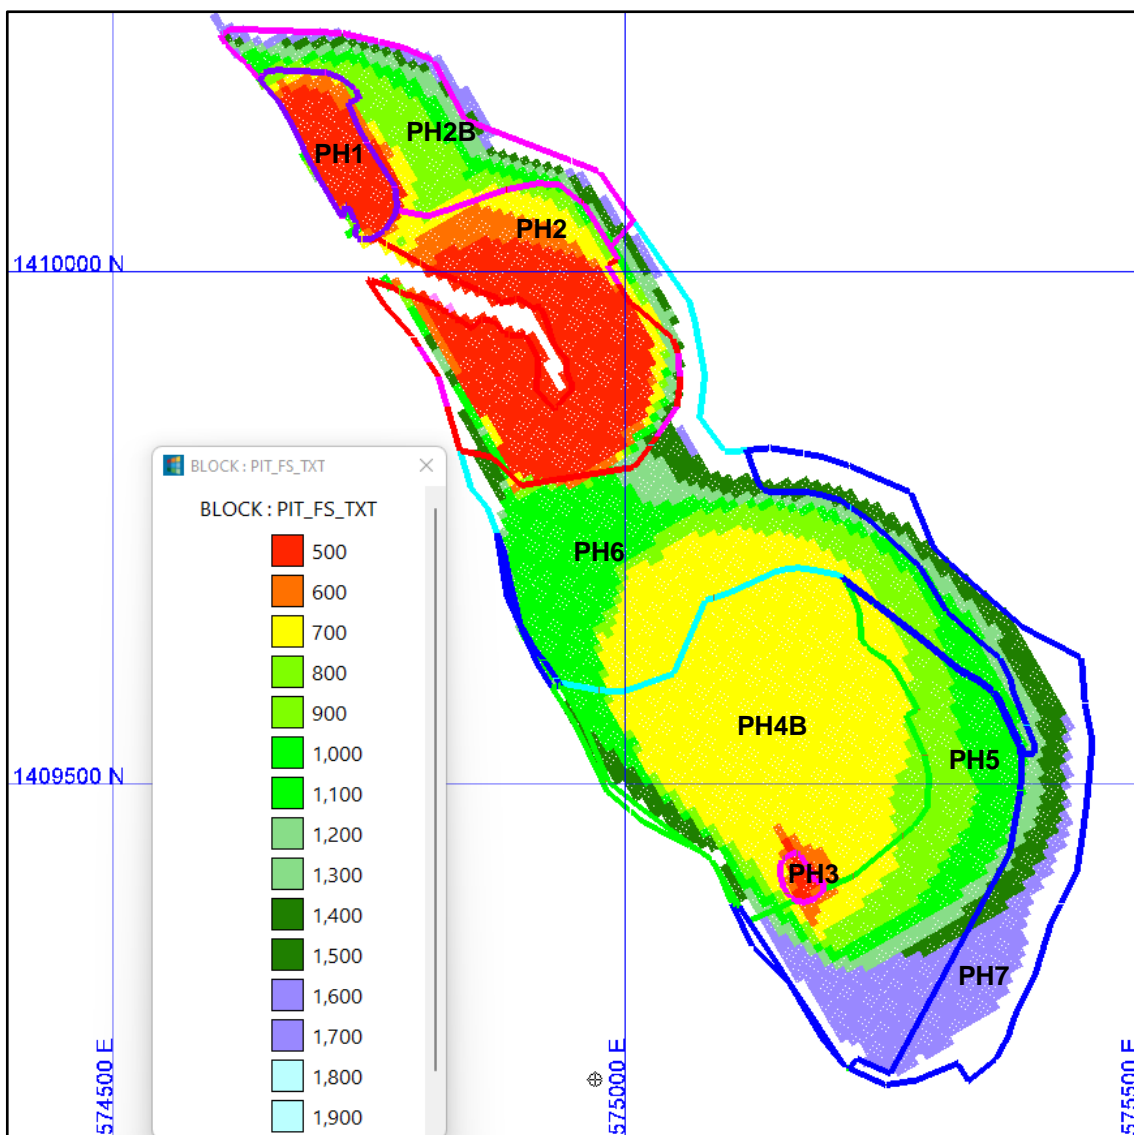 PH2B
PH1
PH2
1410000 N
BLOCK : PIT_FS_TXT
BLOCK : PIT_FS_TXT
500
600
700
800
900
1,000
1,100
1,200
1,300
1,400
1,500
1,600
1,700
1,800
1,900
PH6
PH4B
PH5
1409500 N
PH3
PH7
574500 E
575000 E
575500 E